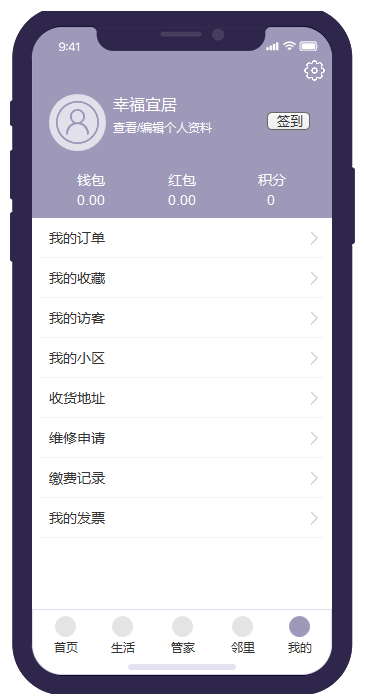 9:41
幸福宜居
查看/编辑个人资料
签到
钱包 红包 积分
0.00 0.00 0
我的订单
我的收藏
我的访客
我的小区
收货地址
维修申请
缴费记录
我的发票
首页 生活 管家 邻里 我的